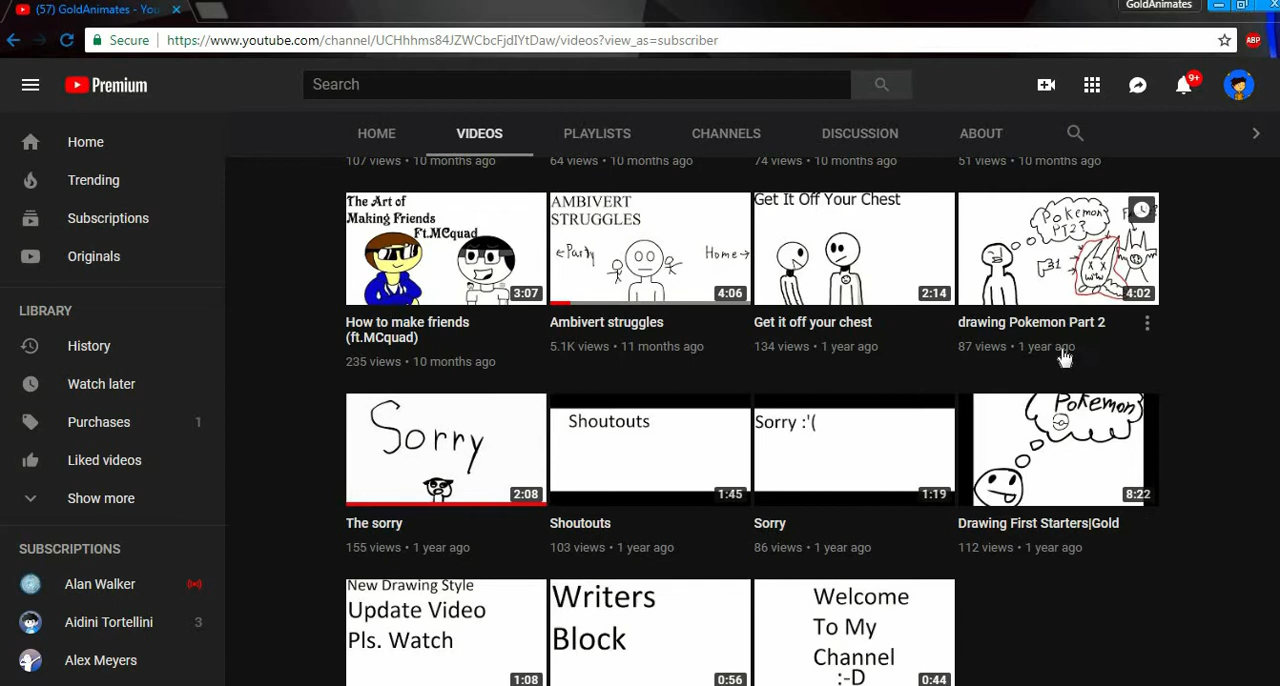 (57) GoldAnimates - You
GoldAnimates
Secure
https://www.youtube.com/channel/UCHhhms84JZWCbcFjdIYtDaw/videos?view_as=subscriber
ABP
Premium
Search
9+
HOME VIDEOS PLAYLISTS CHANNELS DISCUSSION ABOUT
Home
Trending
Subscriptions
Originals
LIBRARY
History
Watch later
Purchases 1
Liked videos
Show more
SUBSCRIPTIONS
Alan Walker
Aidini Tortellini 3
Alex Meyers
107 views • 10 months ago
64 views • 10 months ago
74 views • 10 months ago
51 views • 10 months ago
The Art of
Making Friends
Ft.MCquad
3:07
How to make friends
(ft.MCquad)
235 views • 10 months ago
AMBIVERT
STRUGGLES
←Party
Home→
4:06
Ambivert struggles
5.1K views • 11 months ago
Get It Off Your Chest
2:14
Get it off your chest
134 views • 1 year ago
Pokemon
PT2?
4:02
drawing Pokemon Part 2
87 views • 1 year ago
Sorry
2:08
The sorry
155 views • 1 year ago
Shoutouts
1:45
Shoutouts
103 views • 1 year ago
Sorry :'(
1:19
Sorry
86 views • 1 year ago
Pokemon
8:22
Drawing First Starters|Gold
112 views • 1 year ago
New Drawing Style
Update Video
Pls. Watch
1:08
Writers
Block
0:56
Welcome
To My
Channel
:-D
0:44